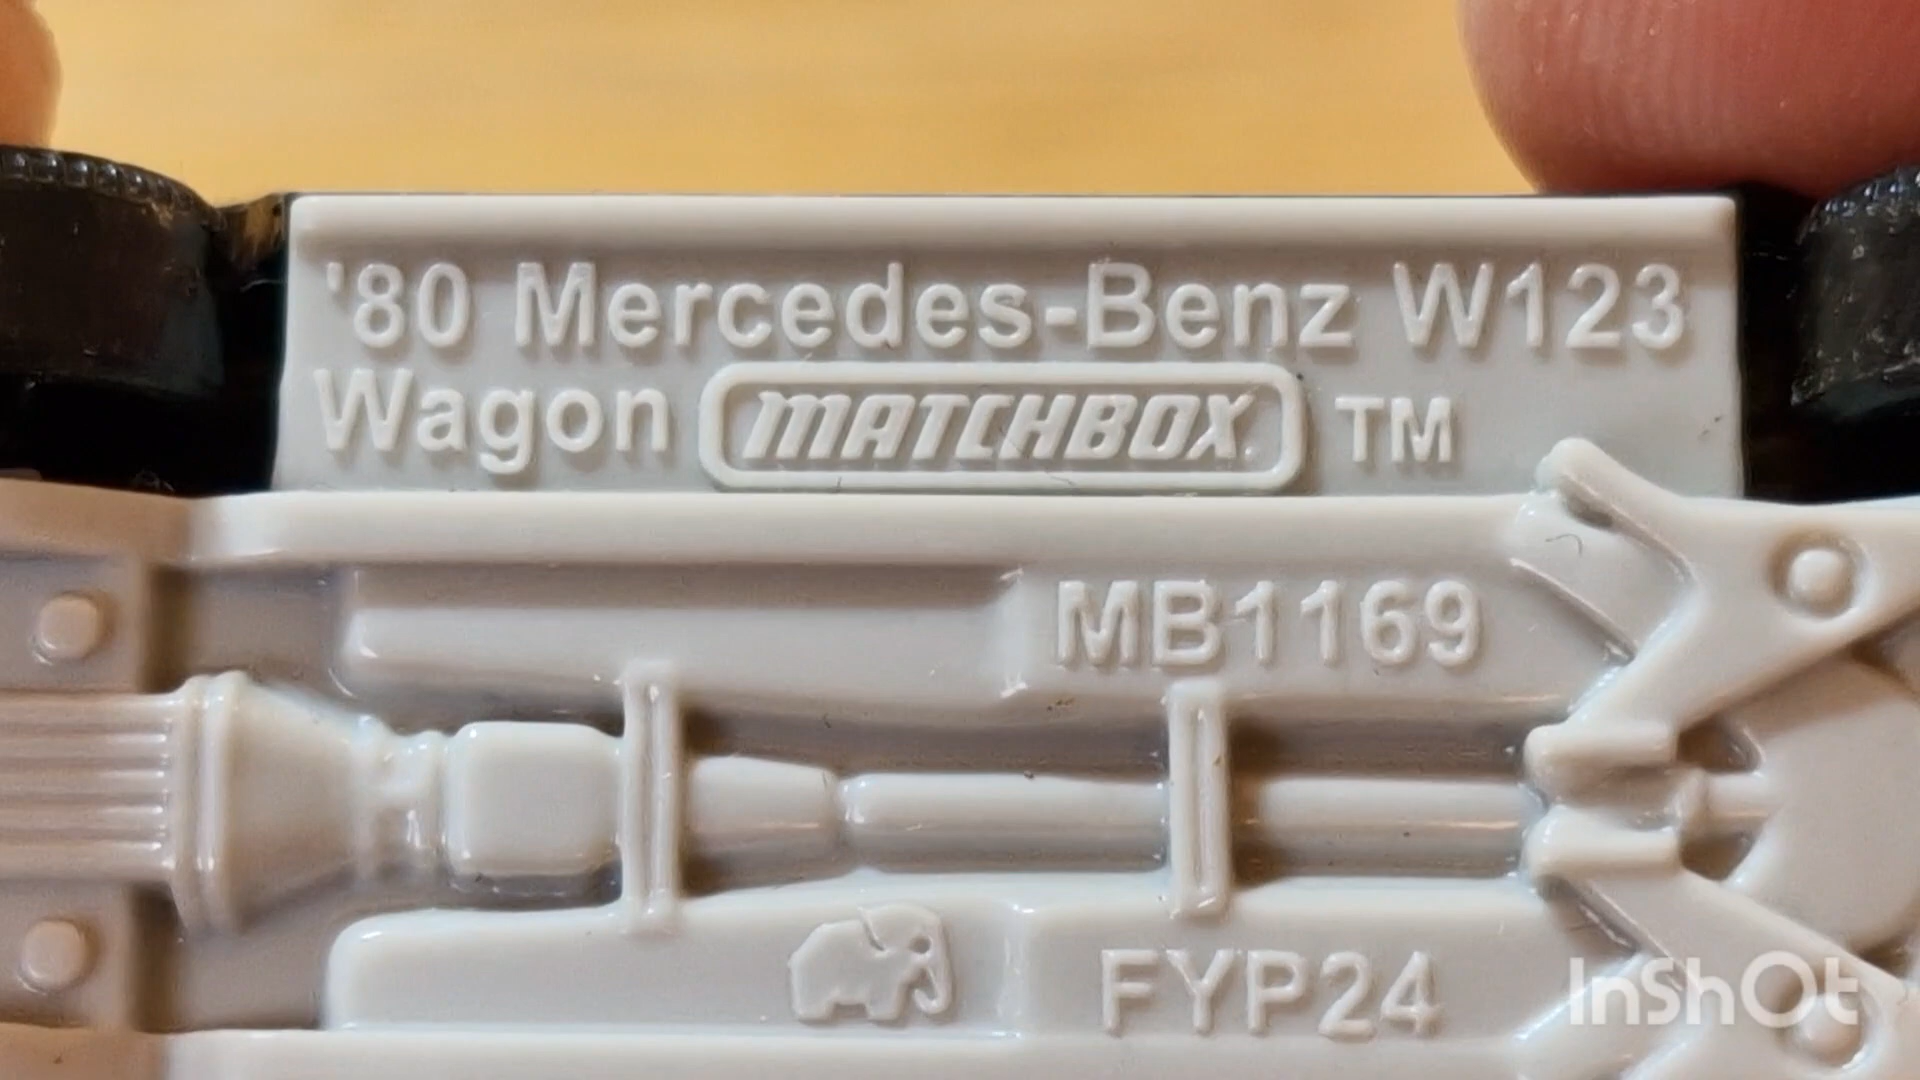 '80 Mercedes-Benz W123
Wagon MATCHBOX TM
MB1169
FYP24
InShOt